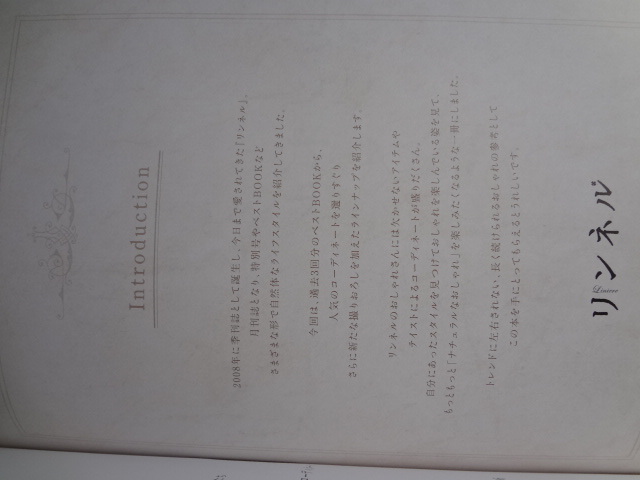 Introduction
2008年に季刊誌として誕生し、今日まで愛されてきた『リンネル』。
月刊誌となり、特別号やベストBOOKなど
さまざまな形で自然体なライフスタイルを紹介してきました。
今回は、過去3回分のベストBOOKから、
人気のコーディネートを選りすぐり
さらに新たな撮りおろしを加えたラインナップを紹介します。
リンネルのおしゃれさんには欠かせないアイテムや
テイストによるコーディネートが盛りだくさん。
自分にあったスタイルを見つけておしゃれを楽しんでいる姿を見て、
もっともっと「ナチュラルなおしゃれ」を楽しみたくなるような一冊にしました。
トレンドに左右されない、長く続けられるおしゃれの参考として
この本を手にとってもらえるとうれしいです。
リンネル
Liniere